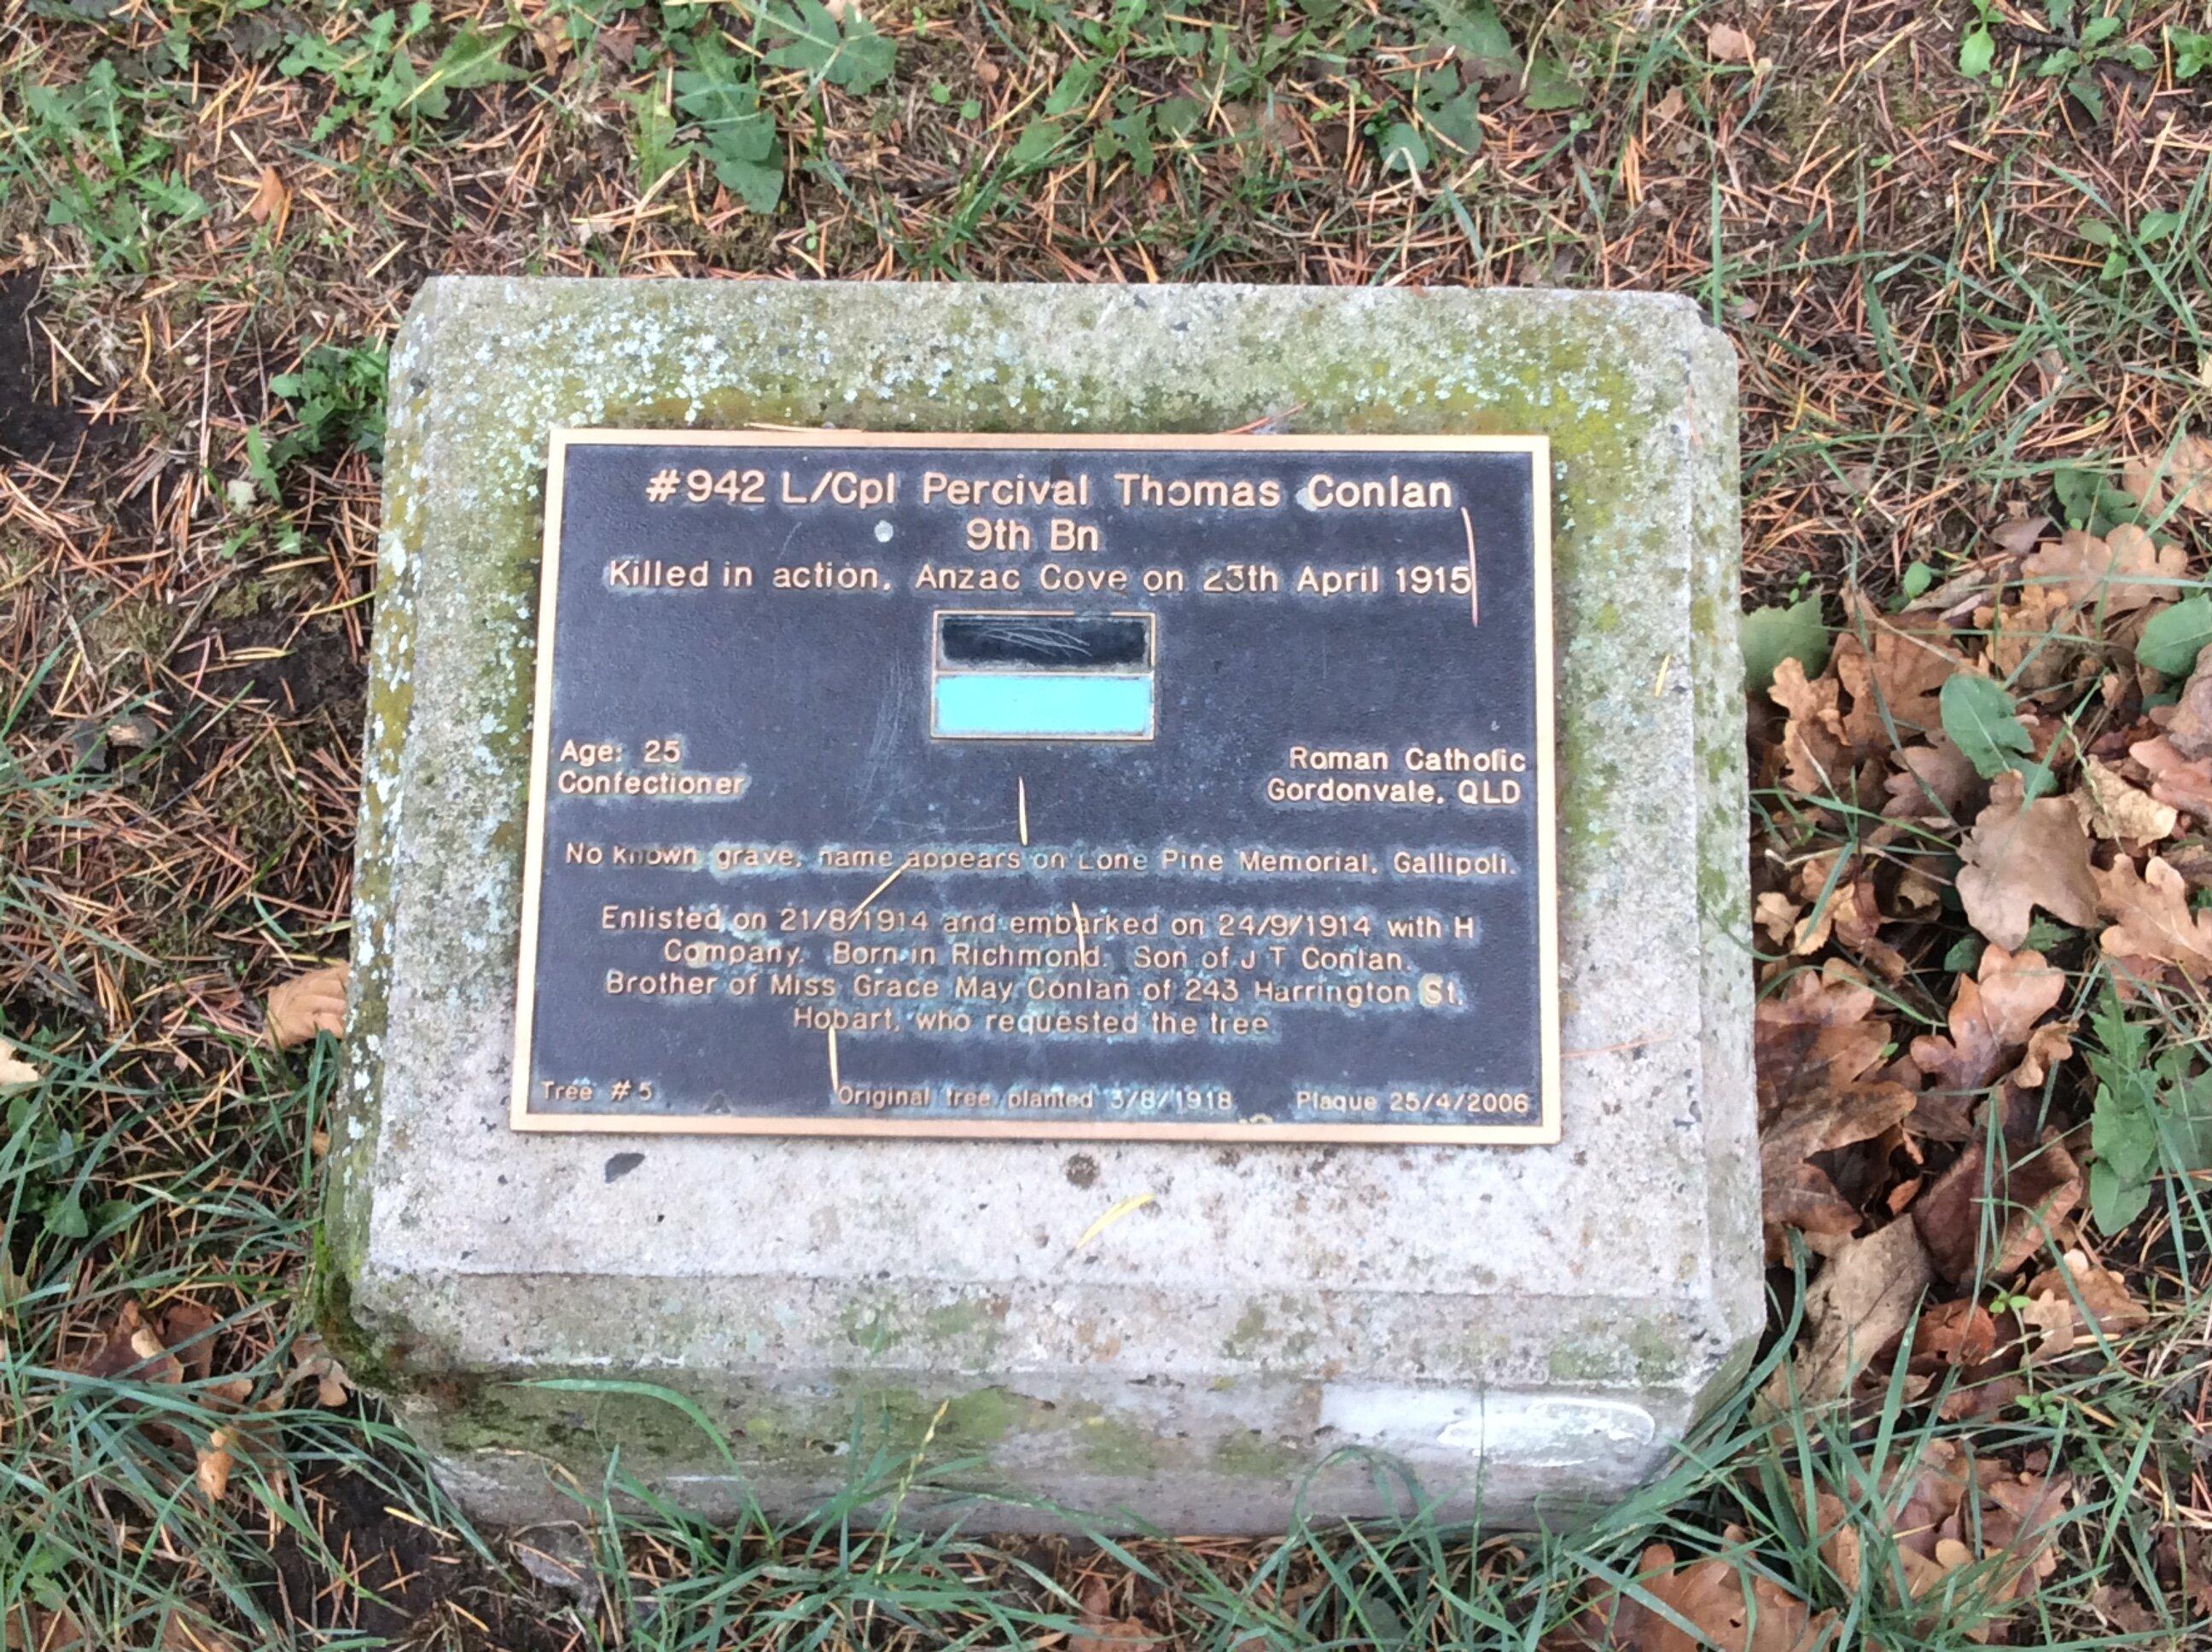 #942 L/Cpl Percival Thomas Conlan
9th Bn
Killed in action, Anzac Cove on 25th April 1915
Age: 25
Confectioner
Roman Catholic
Gordonvale, QLD
No known grave, name appears on Lone Pine Memorial, Gallipoli.
Enlisted on 21/8/1914 and embarked on 24/9/1914 with H
Company. Born in Richmond. Son of J T Conlan.
Brother of Miss Grace May Conlan of 243 Harrington St,
Hobart, who requested the tree
Tree #5 Original tree planted 3/8/1918 Plaque 25/4/2006